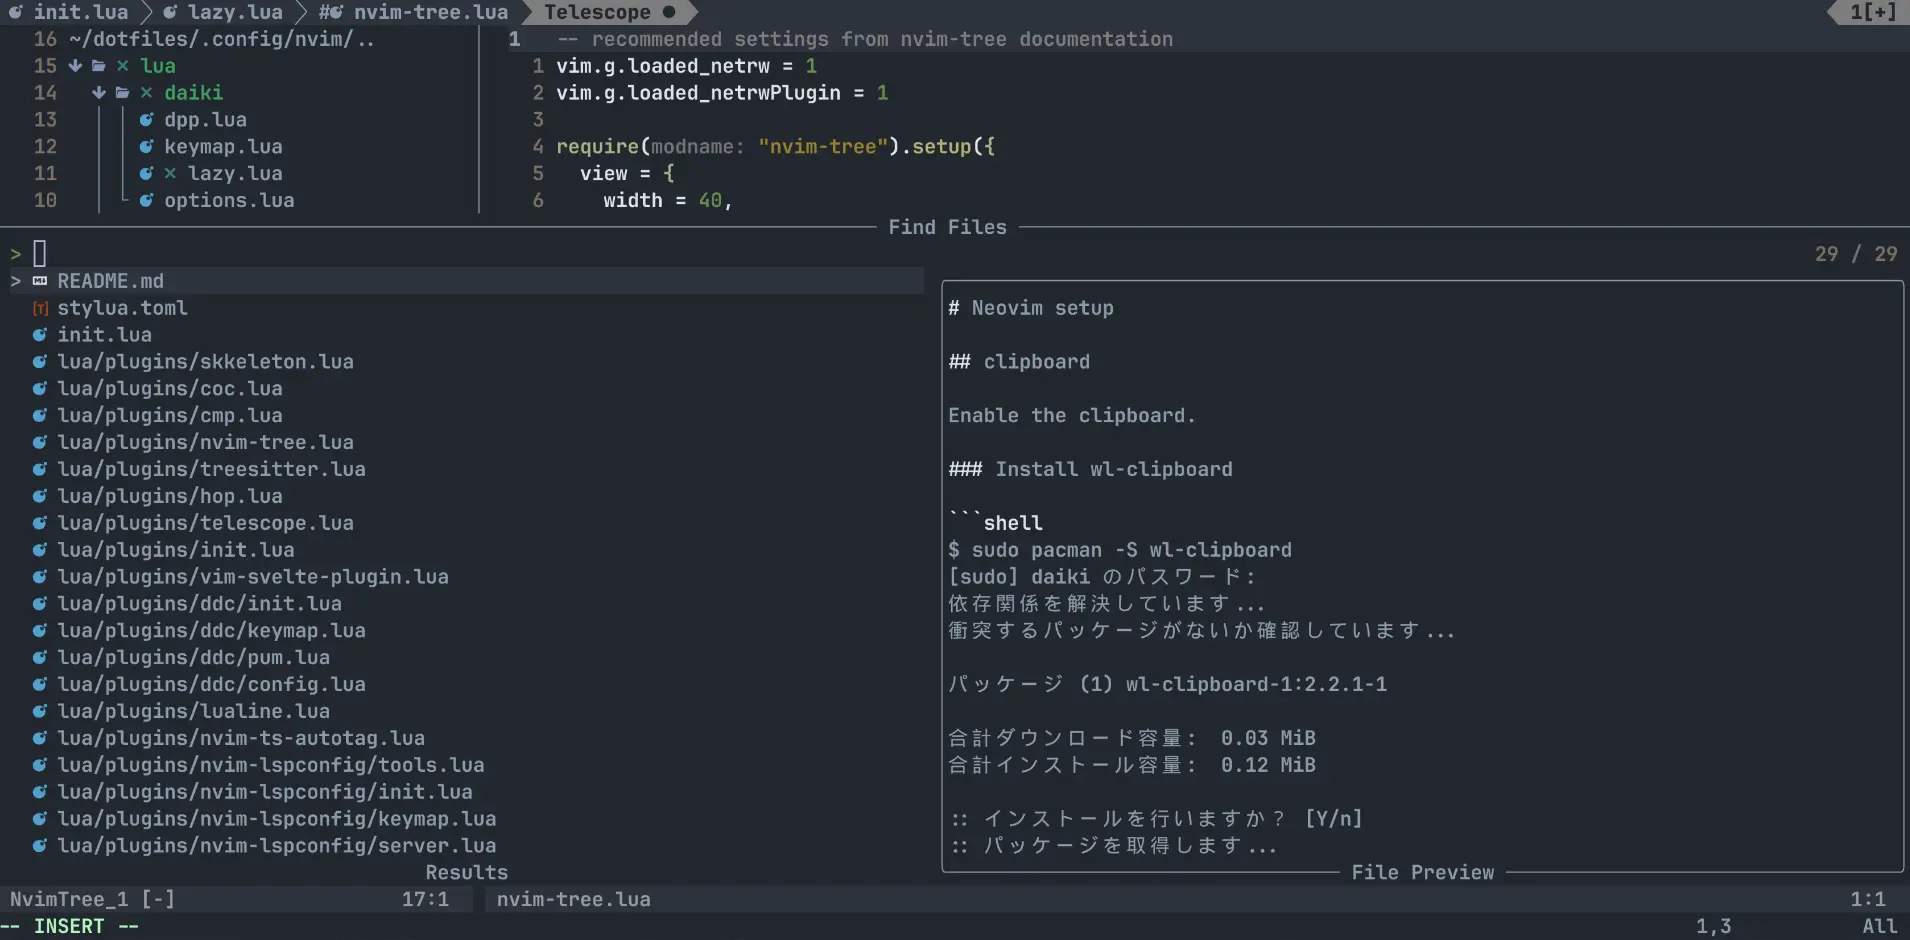 init.lua lazy.lua # nvim-tree.lua Telescope ● 1[+]
16 ~/dotfiles/.config/nvim/..
15 lua
14 daiki
13 dpp.lua
12 keymap.lua
11 lazy.lua
10 options.lua
1 -- recommended settings from nvim-tree documentation
1 vim.g.loaded_netrw = 1
2 vim.g.loaded_netrwPlugin = 1
3
4 require(modname: "nvim-tree").setup({
5 view = {
6 width = 40,
Find Files
>
29 / 29
> README.md
stylua.toml
init.lua
lua/plugins/skkeleton.lua
lua/plugins/coc.lua
lua/plugins/cmp.lua
lua/plugins/nvim-tree.lua
lua/plugins/treesitter.lua
lua/plugins/hop.lua
lua/plugins/telescope.lua
lua/plugins/init.lua
lua/plugins/vim-svelte-plugin.lua
lua/plugins/ddc/init.lua
lua/plugins/ddc/keymap.lua
lua/plugins/ddc/pum.lua
lua/plugins/ddc/config.lua
lua/plugins/lualine.lua
lua/plugins/nvim-ts-autotag.lua
lua/plugins/nvim-lspconfig/tools.lua
lua/plugins/nvim-lspconfig/init.lua
lua/plugins/nvim-lspconfig/keymap.lua
lua/plugins/nvim-lspconfig/server.lua
Results
# Neovim setup
## clipboard
Enable the clipboard.
### Install wl-clipboard
```shell
$ sudo pacman -S wl-clipboard
[sudo] daiki のパスワード:
依存関係を解決しています...
衝突するパッケージがないか確認しています...
パッケージ (1) wl-clipboard-1:2.2.1-1
合計ダウンロード容量: 0.03 MiB
合計インストール容量: 0.12 MiB
:: インストールを行いますか？ [Y/n]
:: パッケージを取得します...
File Preview
NvimTree_1 [-] 17:1 nvim-tree.lua 1:1
-- INSERT -- 1,3 All